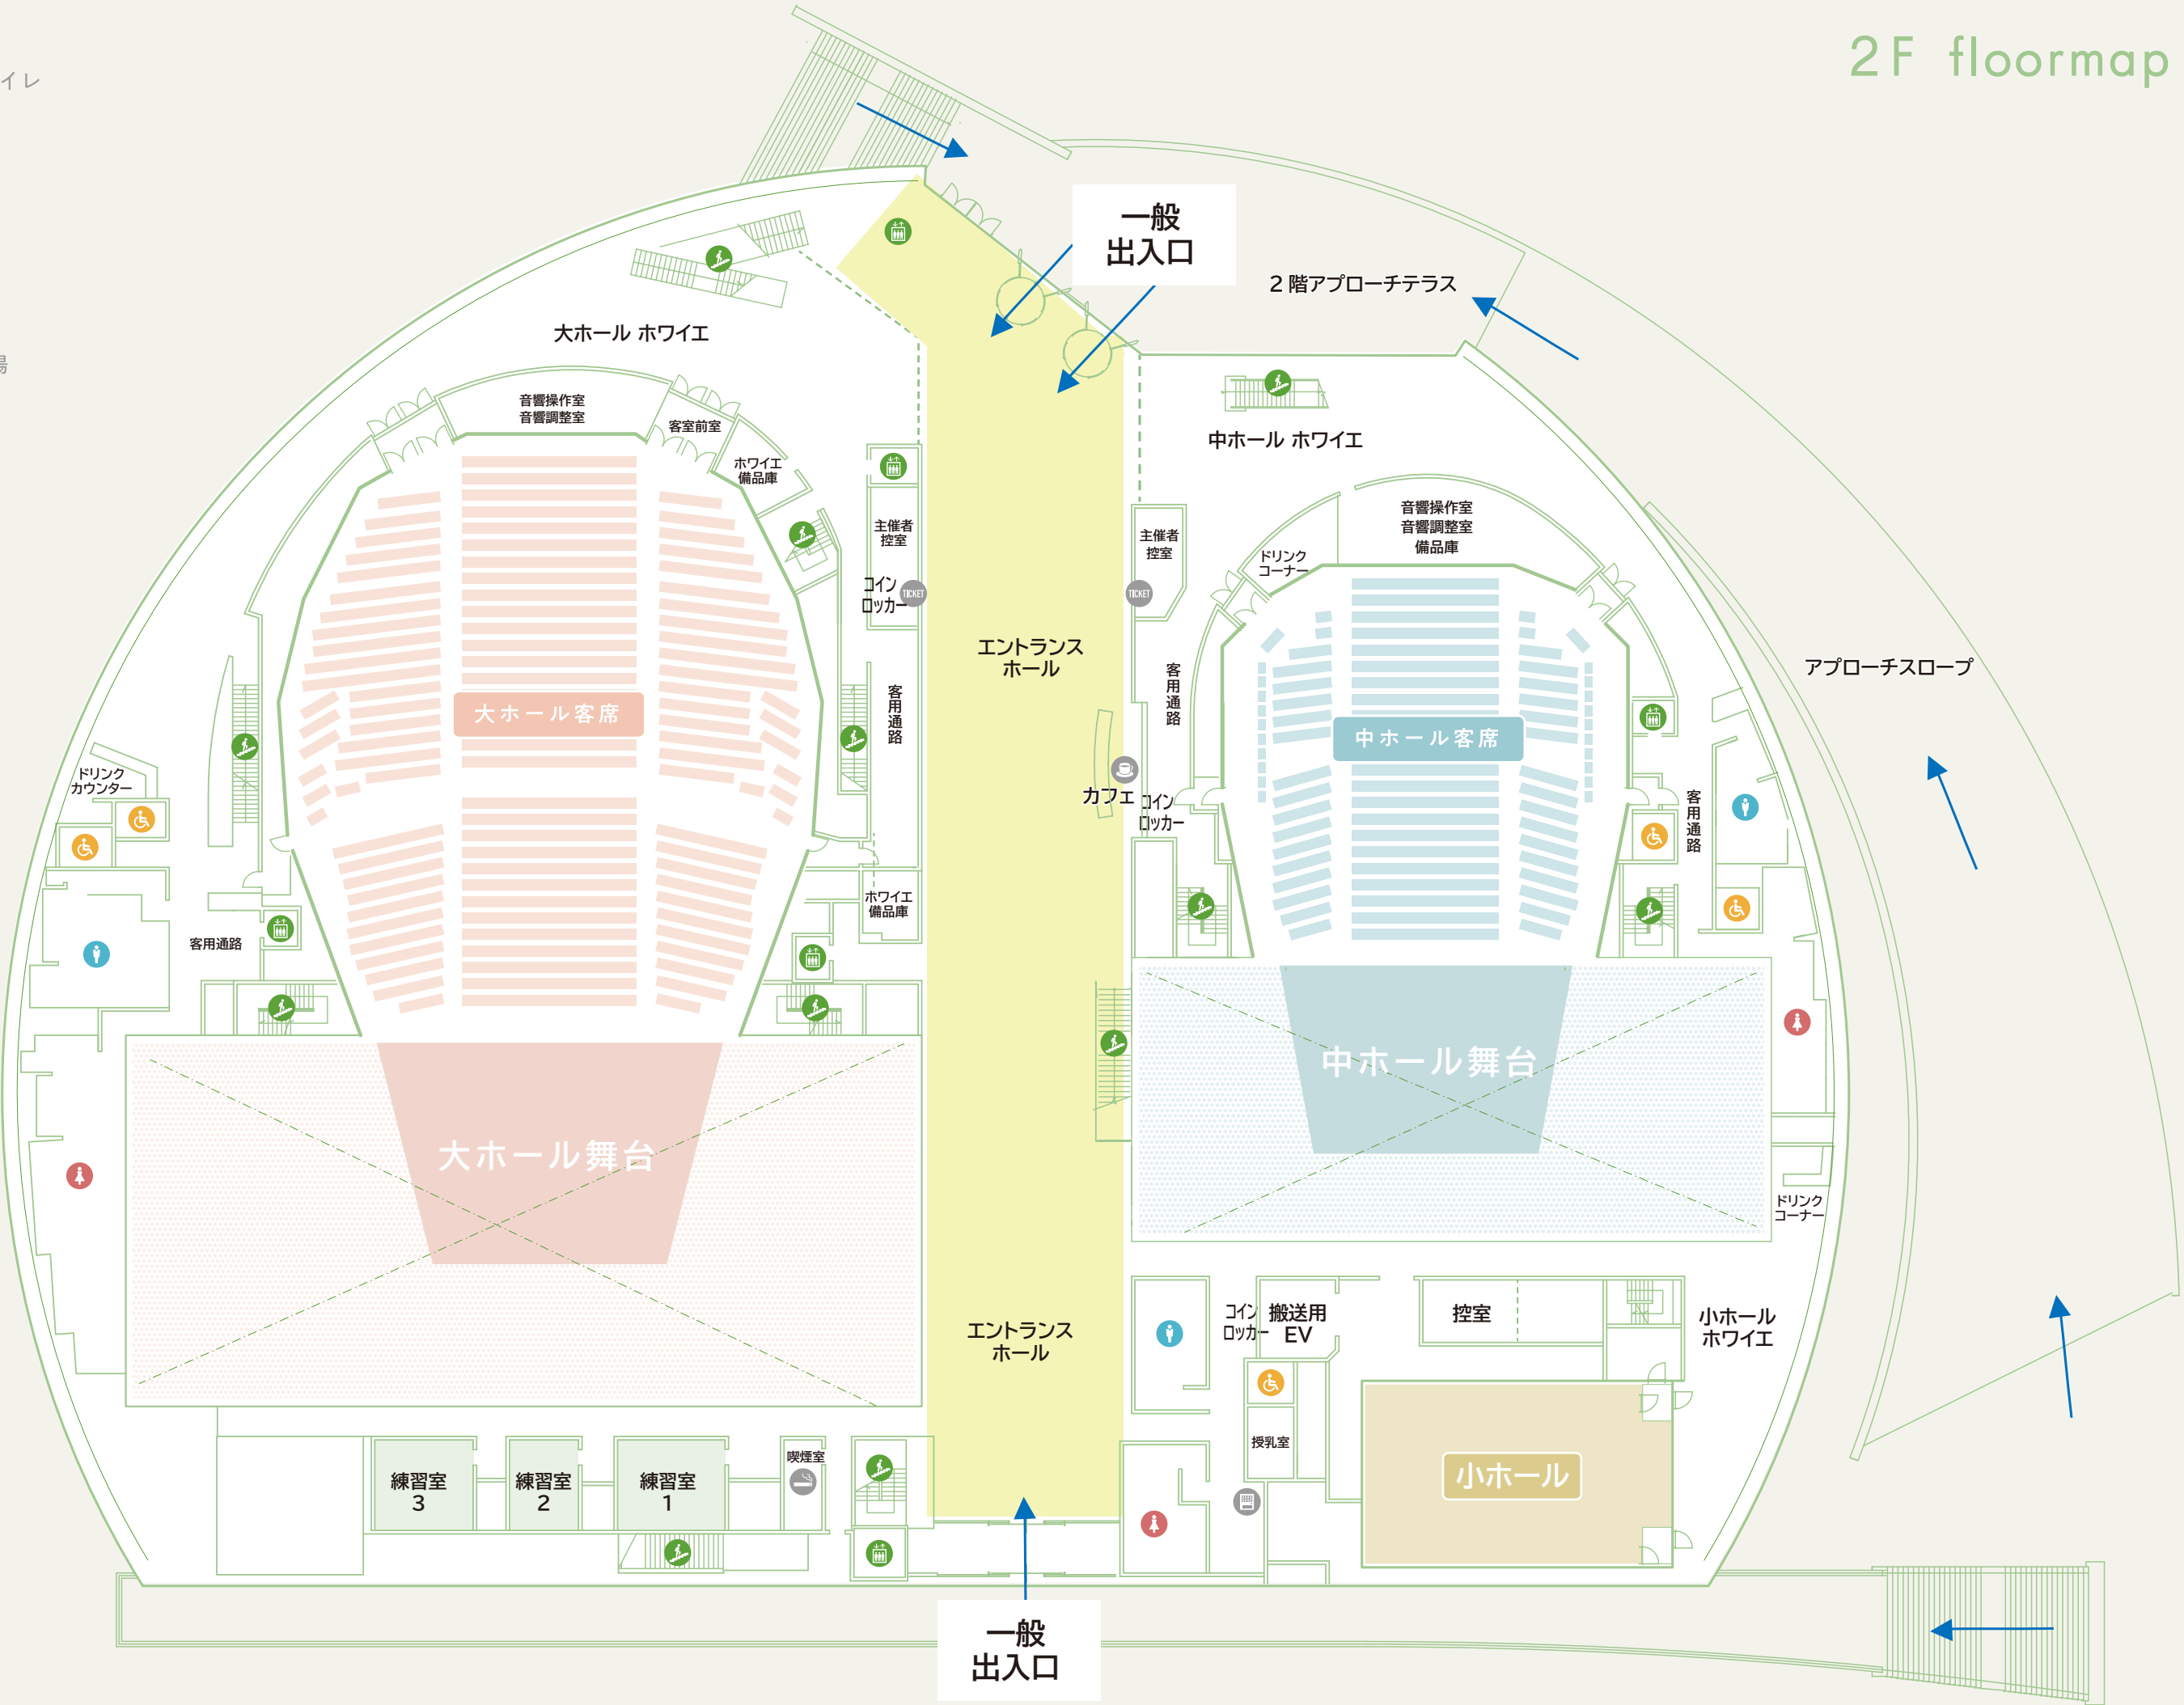 2F floormap
イレ
場
一般
出入口
2階アプローチテラス
大ホール ホワイエ
音響操作室
音響調整室
客室前室
ホワイエ
備品庫
中ホール ホワイエ
主催者
控室
コイン
ロッカー
TICKET
主催者
控室
TICKET
ドリンク
コーナー
音響操作室
音響調整室
備品庫
エントランス
ホール
客用通路
客用通路
アプローチスロープ
大ホール客席
中ホール客席
ドリンク
カウンター
カフェ
コイン
ロッカー
客用通路
ホワイエ
備品庫
客用通路
大ホール舞台
中ホール舞台
ドリンク
コーナー
エントランス
ホール
コイン
ロッカー
搬送用
EV
控室
小ホール
ホワイエ
授乳室
喫煙室
練習室
3
練習室
2
練習室
1
小ホール
一般
出入口